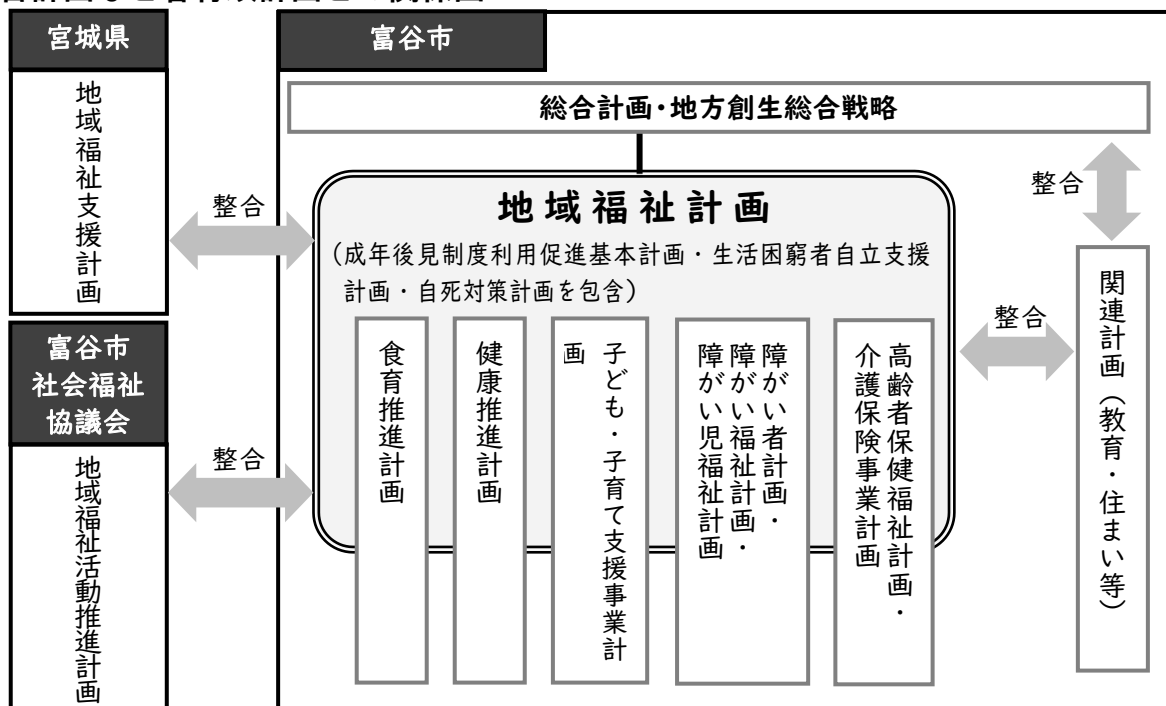 宮城県
地域福祉支援計画
富谷市
社会福祉
協議会
地域福祉活動推進計画
整合
整合
富谷市
総合計画・地方創生総合戦略
地域福祉計画
(成年後見制度利用促進基本計画・生活困窮者自立支援
計画・自死対策計画を包含)
食育推進計画
健康推進計画
子ども・子育て支援事業計
画
障がい者計画・
障がい福祉計画・
障がい児福祉計画
高齢者保健福祉計画・
介護保険事業計画
整合
整合
関連計画(教育・住まい等)